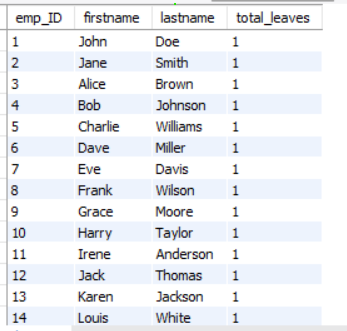 emp_ID firstname lastname total_leaves
1 John Doe 1
2 Jane Smith 1
3 Alice Brown 1
4 Bob Johnson 1
5 Charlie Williams 1
6 Dave Miller 1
7 Eve Davis 1
8 Frank Wilson 1
9 Grace Moore 1
10 Harry Taylor 1
11 Irene Anderson 1
12 Jack Thomas 1
13 Karen Jackson 1
14 Louis White 1